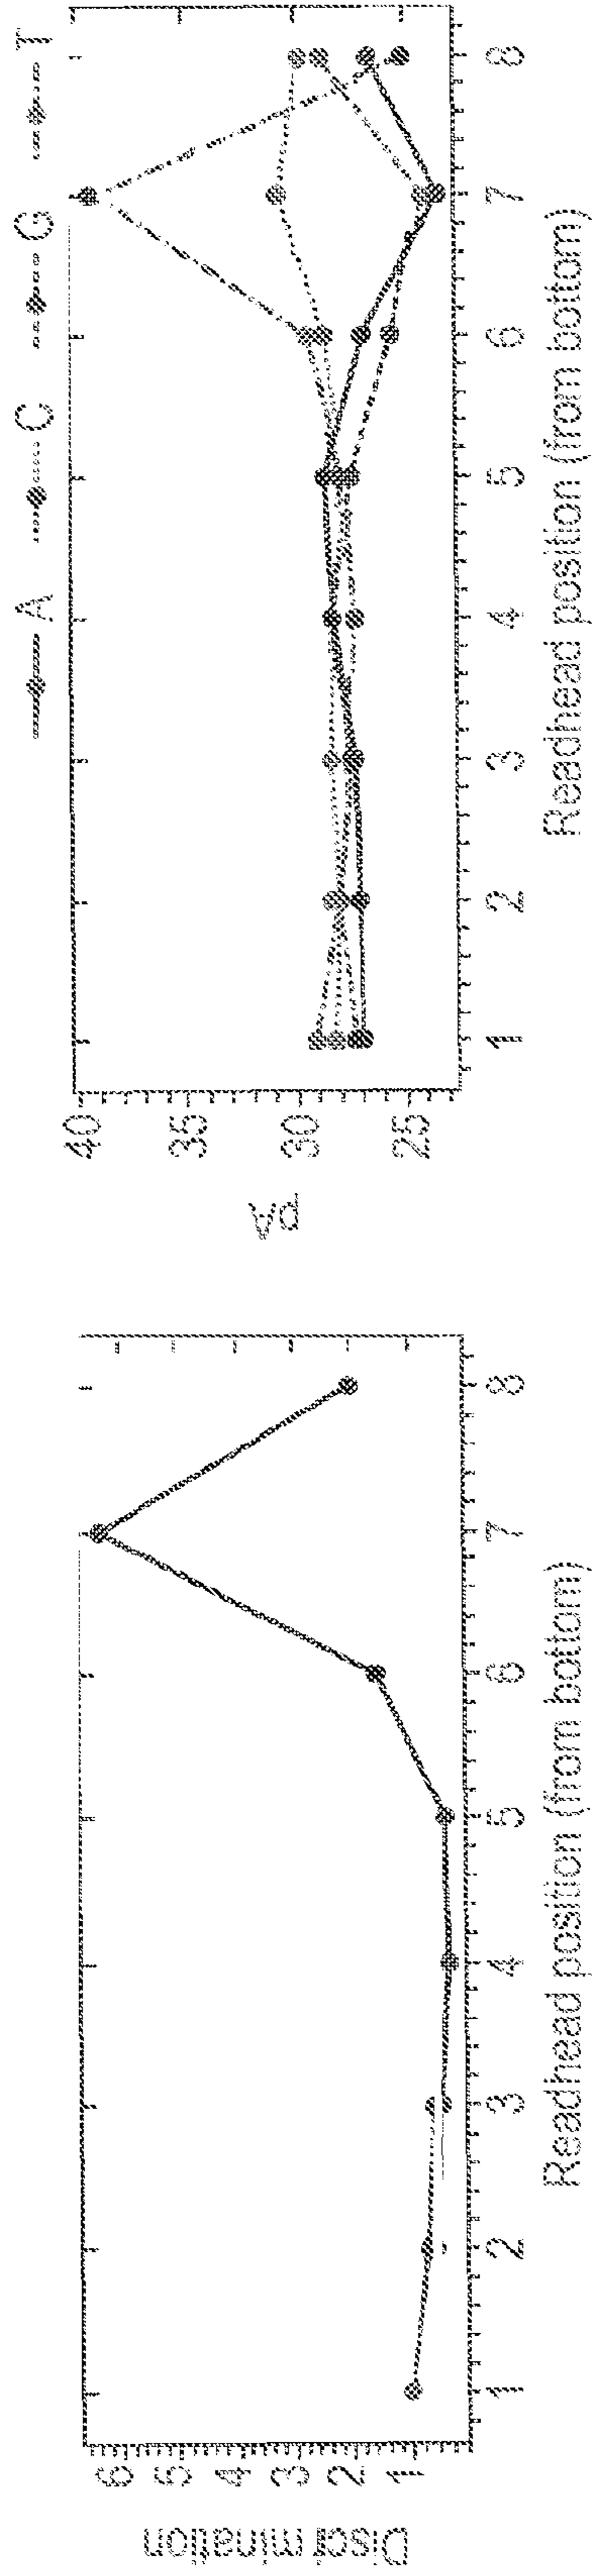 Discrimination
6
5
4
3
2
1
1 2 3 4 5 6 7 8
Readhead position (from bottom)
A C G T
pA
40
35
30
25
1 2 3 4 5 6 7 8
Readhead position (from bottom)